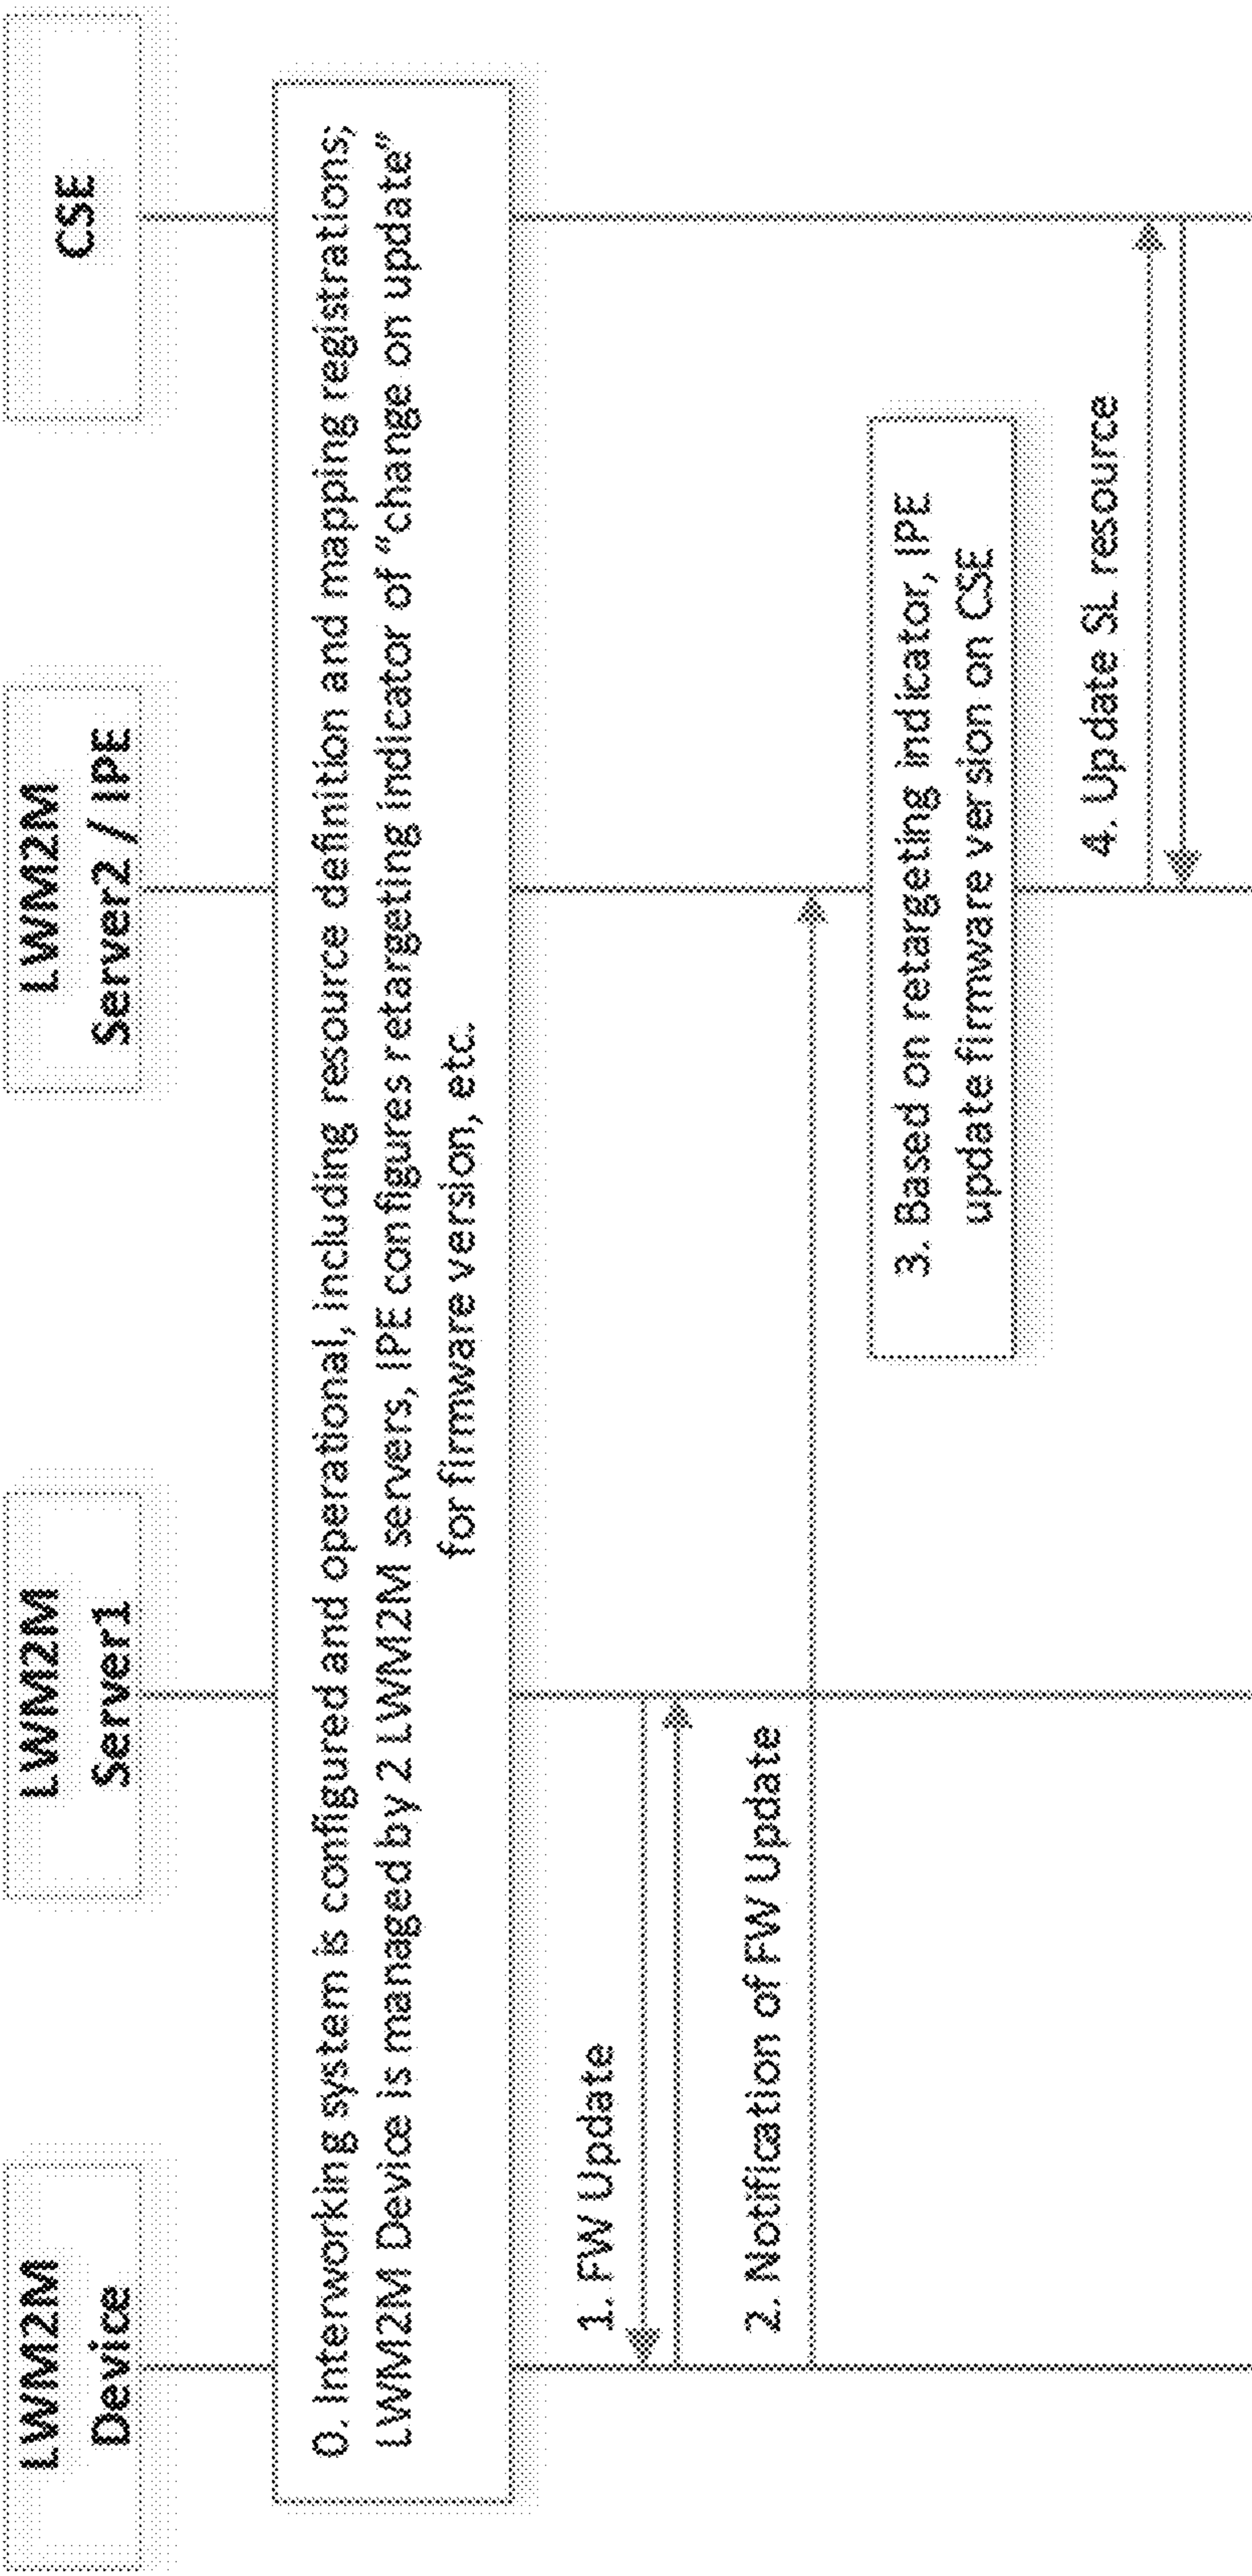 LWM2M
Device
LWM2M
Server1
LWM2M
Server2 / IPE
CSE
0. Interworking system is configured and operational, including resource definition and mapping registrations;
LWM2M Device is managed by 2 LWM2M servers, IPE configures retargeting indicator of “change on update”
for firmware version, etc.
1. FW Update
2. Notification of FW Update
3. Based on retargeting indicator, IPE
update firmware version on CSE
4. Update SL resource